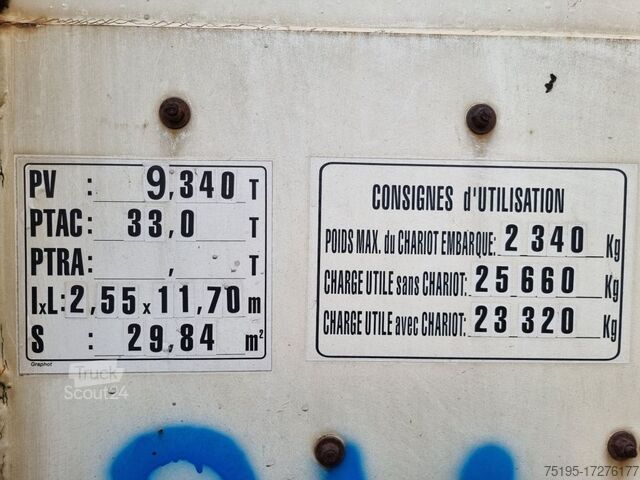 PV : 9,340 T
PTAC : 33,0 T
PTRA : , T
IxL: 2,55 x 11,70 m
S : 29,84 m²
Graphot
CONSIGNES d'UTILISATION
POIDS MAX. du CHARIOT EMBARQUE: 2 340 Kg
CHARGE UTILE sans CHARIOT: 25 660 Kg
CHARGE UTILE avec CHARIOT: 23 320 Kg
Truck
Scout24
75195-17276177